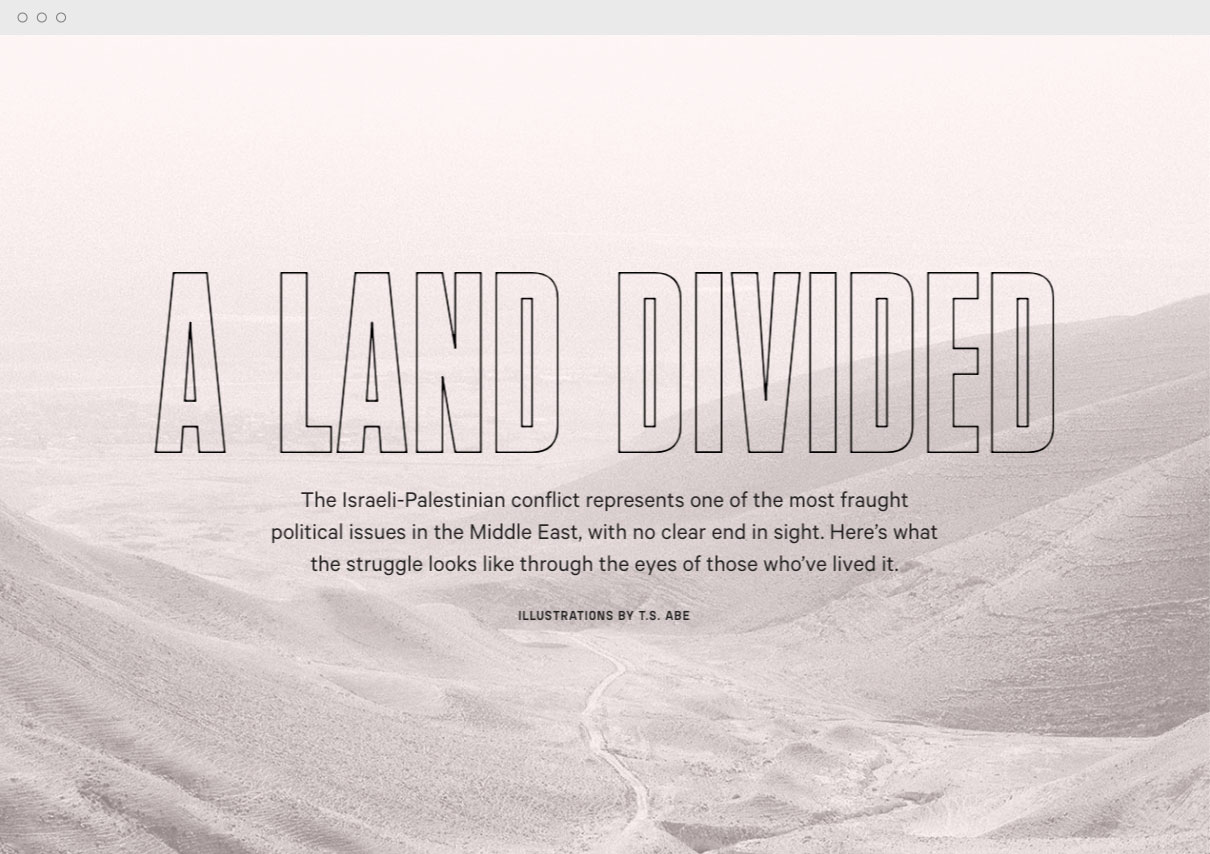 A LAND DIVIDED
The Israeli-Palestinian conflict represents one of the most fraught
political issues in the Middle East, with no clear end in sight. Here’s what
the struggle looks like through the eyes of those who’ve lived it.
ILLUSTRATIONS BY T.S. ABE